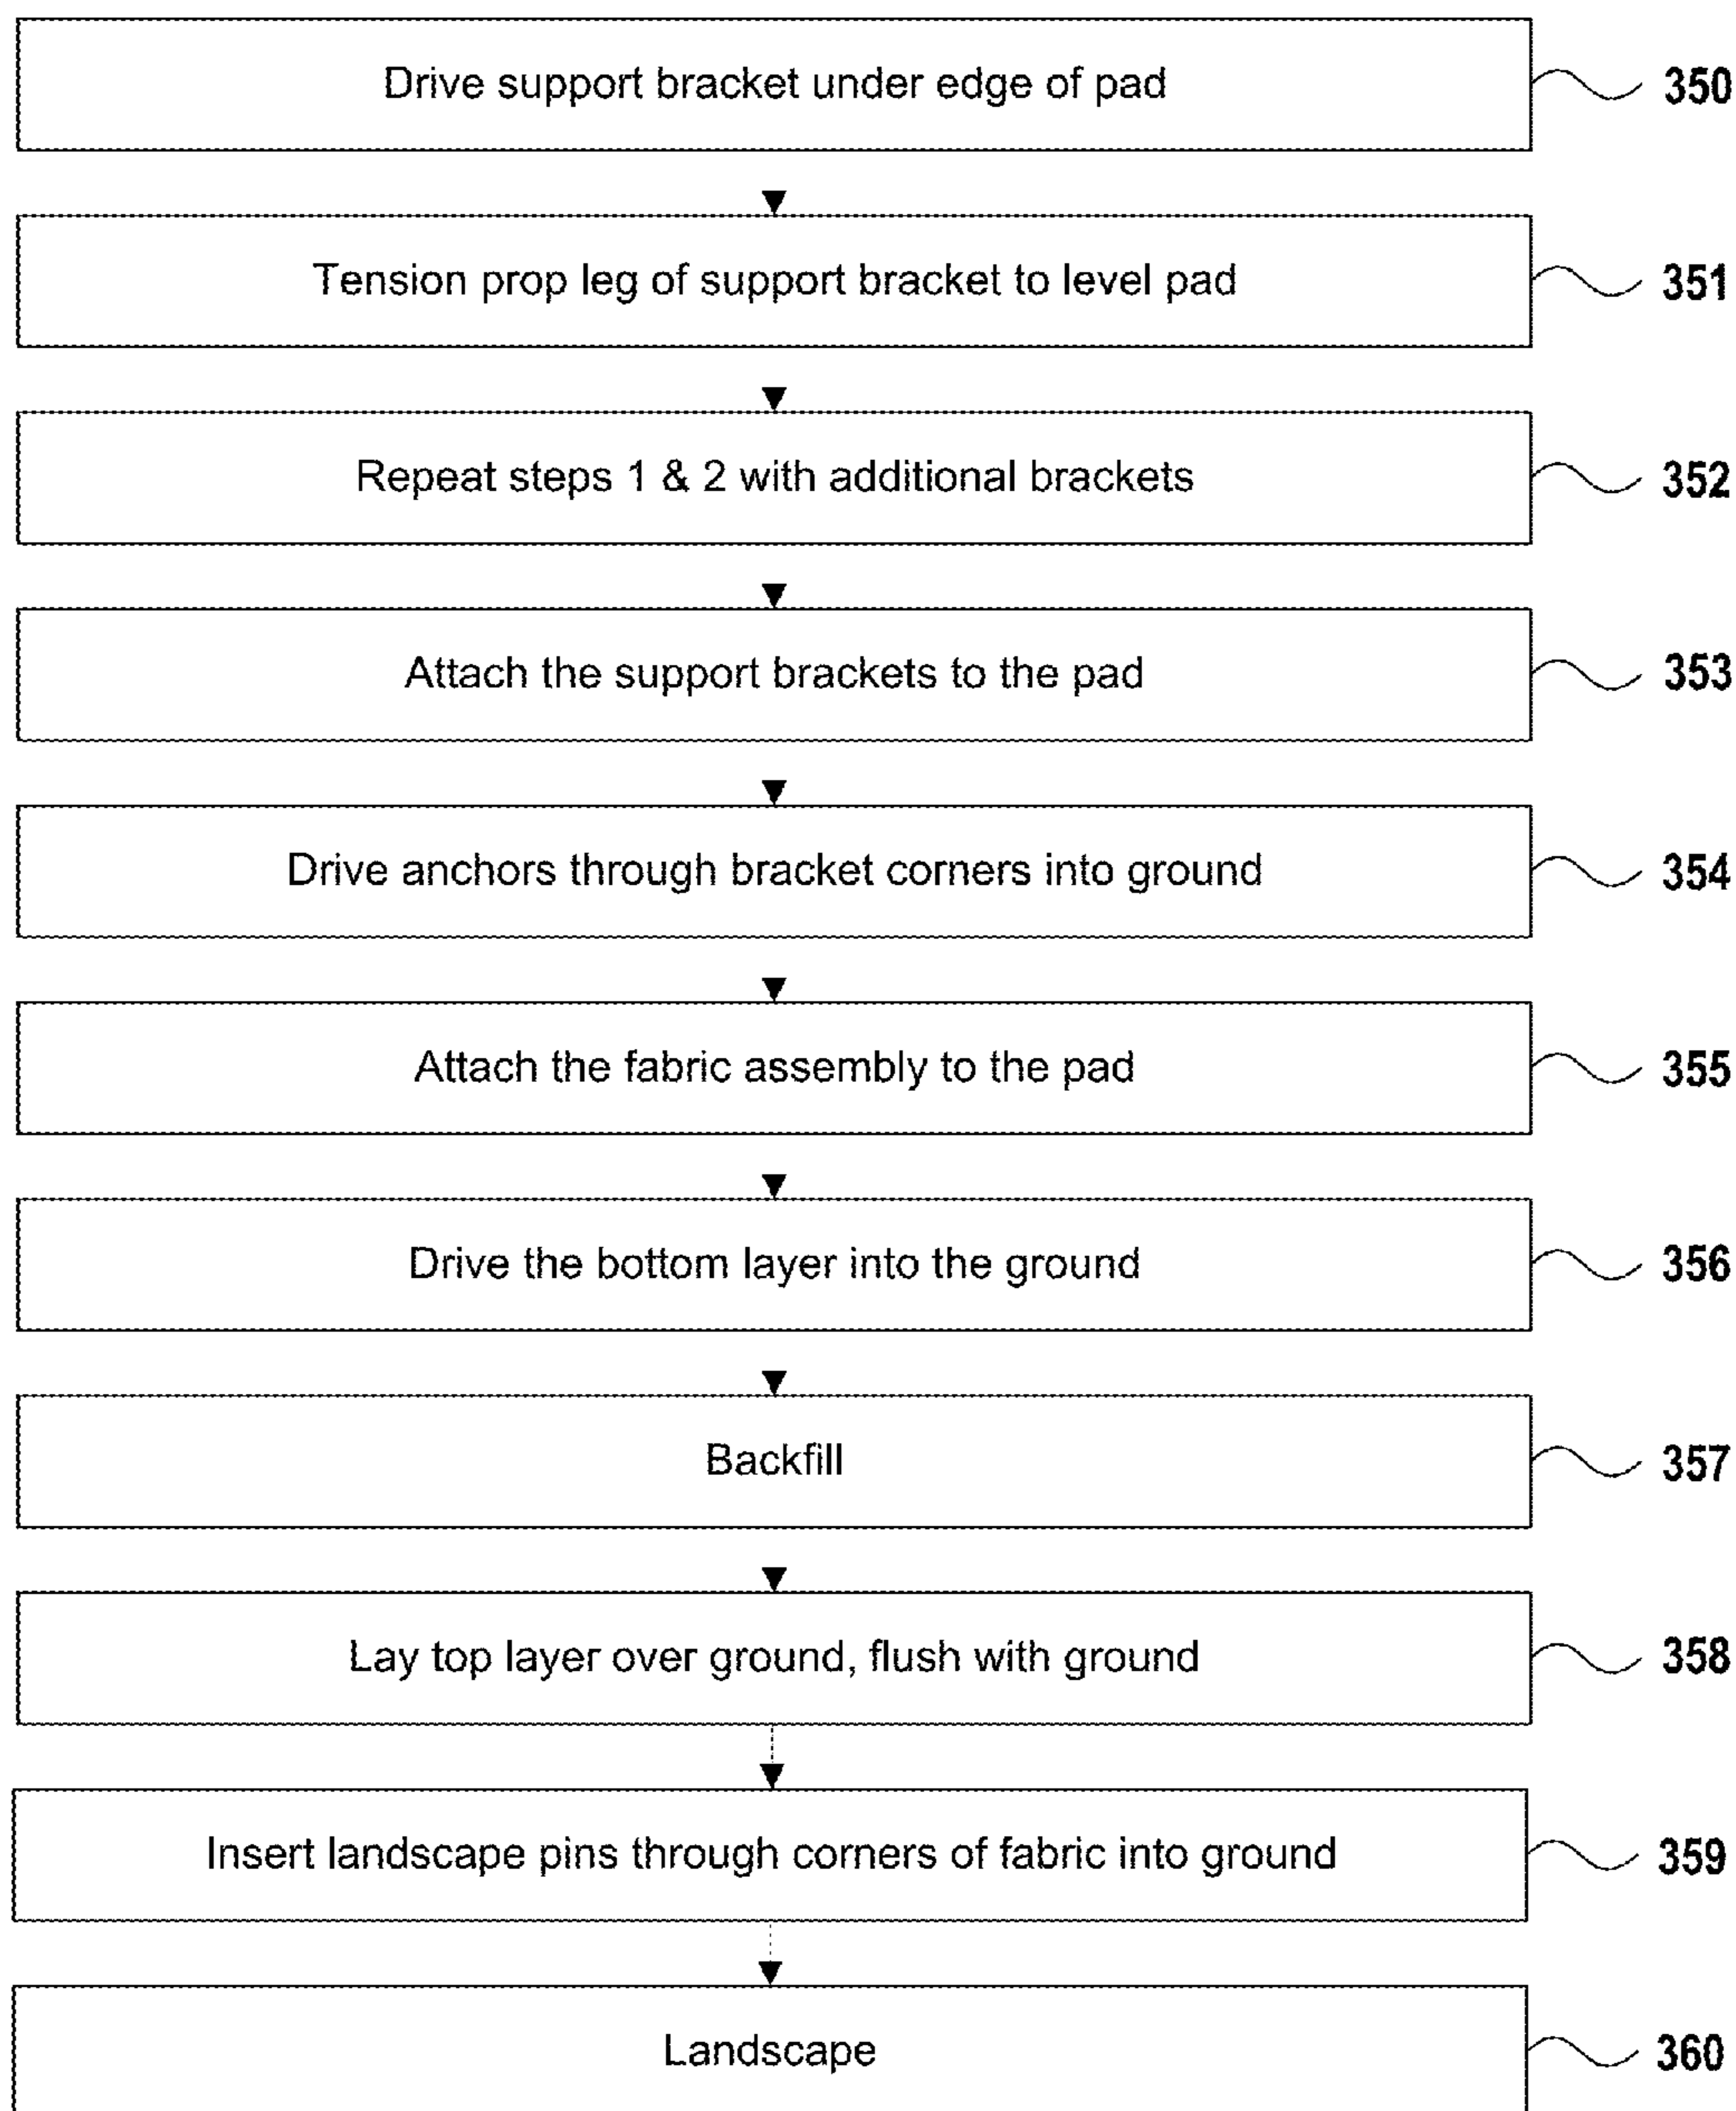 Drive support bracket under edge of pad 350
Tension prop leg of support bracket to level pad 351
Repeat steps 1 & 2 with additional brackets 352
Attach the support brackets to the pad 353
Drive anchors through bracket corners into ground 354
Attach the fabric assembly to the pad 355
Drive the bottom layer into the ground 356
Backfill 357
Lay top layer over ground, flush with ground 358
Insert landscape pins through corners of fabric into ground 359
Landscape 360